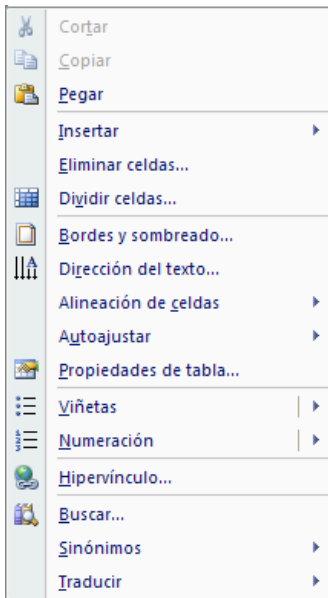 Cortar
Copiar
Pegar
Insertar
Eliminar celdas...
Dividir celdas...
Bordes y sombreado...
Dirección del texto...
Alineación de celdas
Autoajustar
Propiedades de tabla...
Viñetas
Numeración
Hipervínculo...
Buscar...
Sinónimos
Traducir